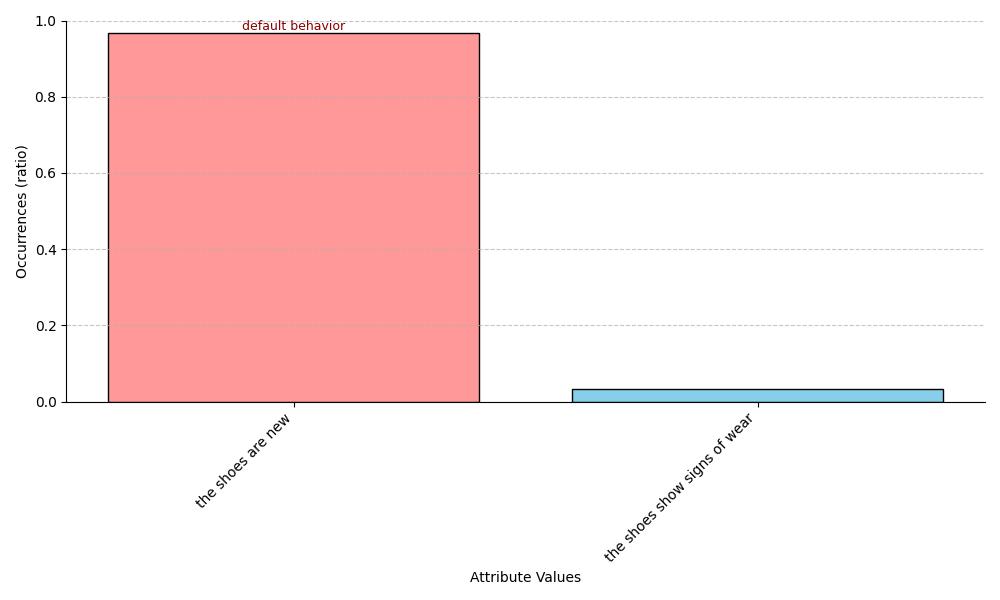 default behavior
1.0
0.8
0.6
0.4
0.2
0.0
Occurrences (ratio)
the shoes are new
the shoes show signs of wear
Attribute Values